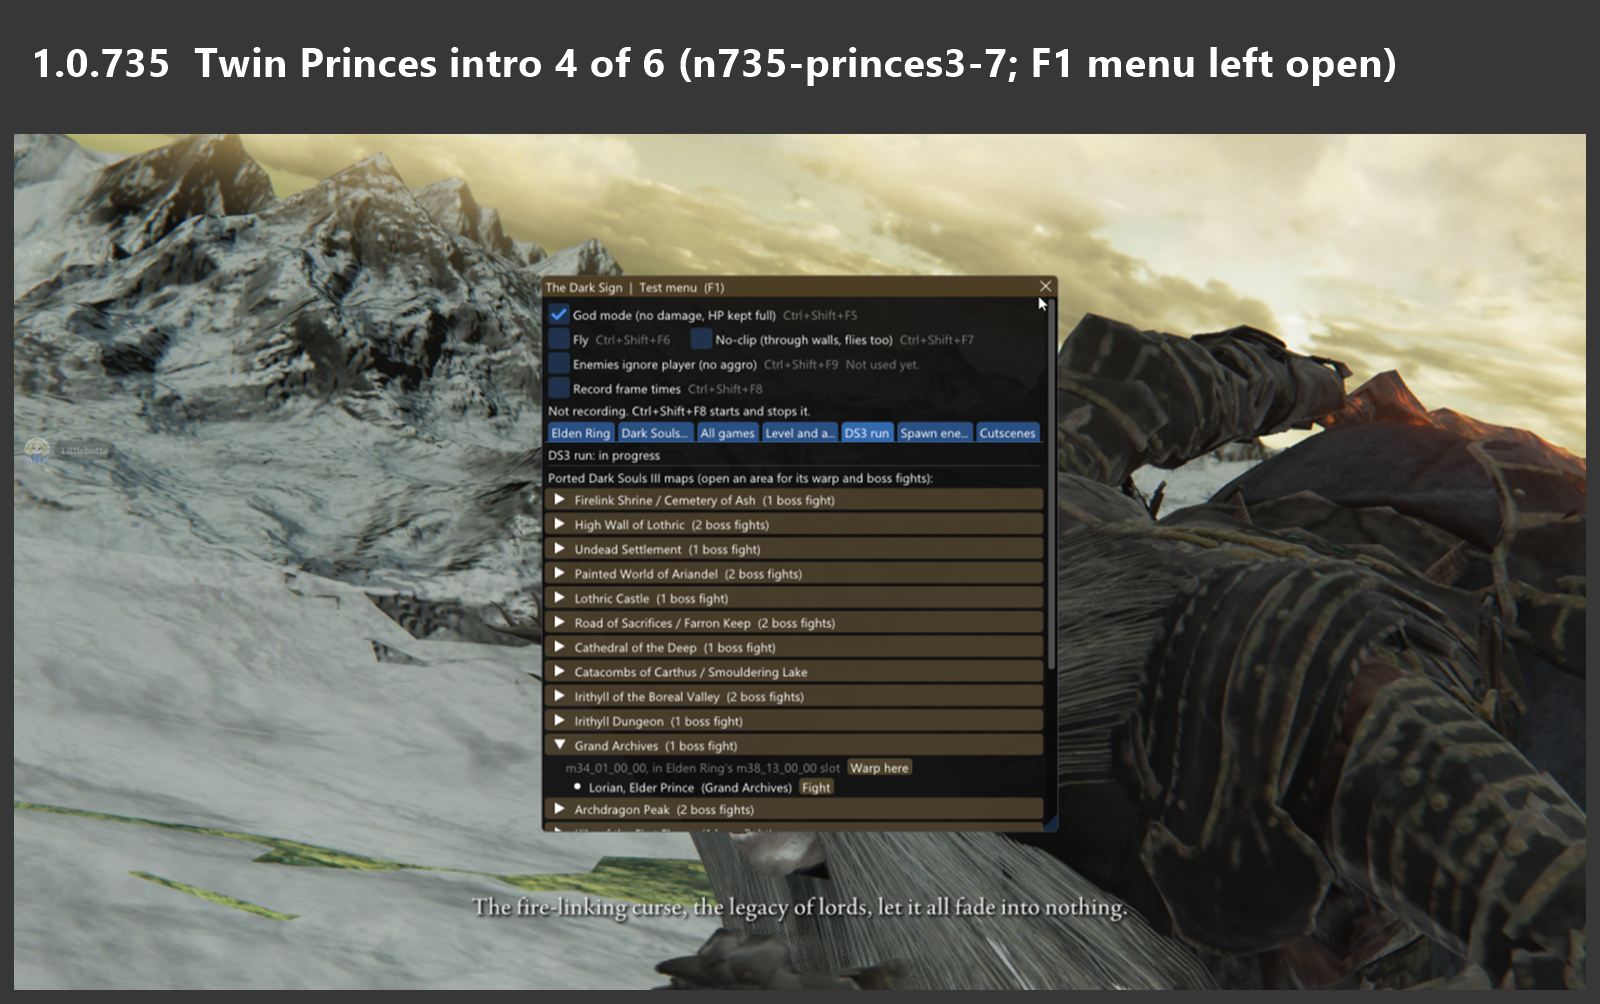 1.0.735 Twin Princes intro 4 of 6 (n735-princes3-7; F1 menu left open)
The Dark Sign | Test menu (F1)
God mode (no damage, HP kept full) Ctrl+Shift+F5
Fly Ctrl+Shift+F6 No-clip (through walls, flies too) Ctrl+Shift+F7
Enemies ignore player (no aggro) Ctrl+Shift+F9 Not used yet.
Record frame times Ctrl+Shift+F8
Not recording. Ctrl+Shift+F8 starts and stops it.
Elden Ring Dark Souls... All games Level and a... DS3 run Spawn ene... Cutscenes
Littlebutta
DS3 run: in progress
Ported Dark Souls III maps (open an area for its warp and boss fights):
Firelink Shrine / Cemetery of Ash (1 boss fight)
High Wall of Lothric (2 boss fights)
Undead Settlement (1 boss fight)
Painted World of Ariandel (2 boss fights)
Lothric Castle (1 boss fight)
Road of Sacrifices / Farron Keep (2 boss fights)
Cathedral of the Deep (1 boss fight)
Catacombs of Carthus / Smouldering Lake
Irithyll of the Boreal Valley (2 boss fights)
Irithyll Dungeon (1 boss fight)
Grand Archives (1 boss fight)
m34_01_00_00, in Elden Ring's m38_13_00_00 slot Warp here
Lorian, Elder Prince (Grand Archives) Fight
Archdragon Peak (2 boss fights)
The fire-linking curse, the legacy of lords, let it all fade into nothing.